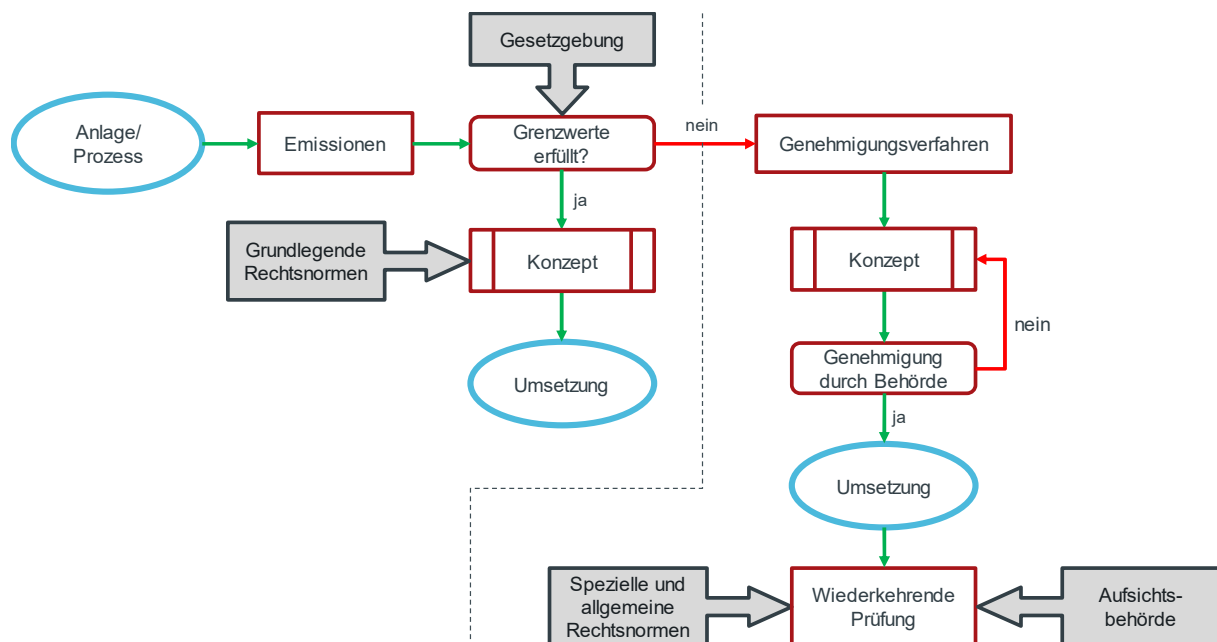 Gesetzgebung
Anlage/
Prozess
Emissionen
Grenzwerte
erfüllt?
nein
Genehmigungsverfahren
ja
Grundlegende
Rechtsnormen
Konzept
Umsetzung
Konzept
nein
Genehmigung
durch Behörde
ja
Umsetzung
Spezielle und
allgemeine
Rechtsnormen
Wiederkehrende
Prüfung
Aufsichts-
behörde